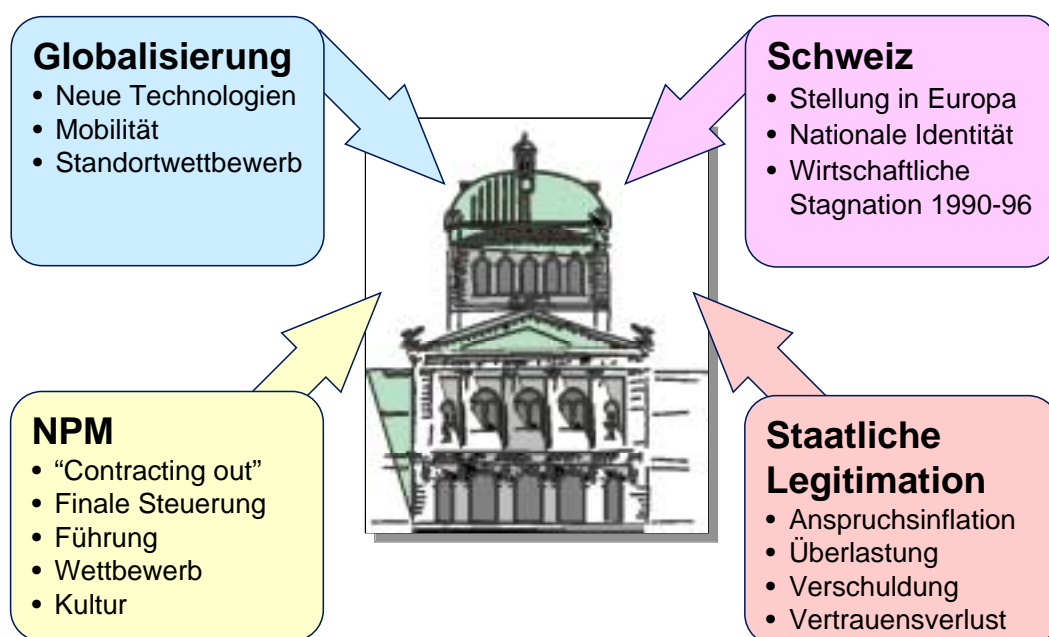 Globalisierung
• Neue Technologien
• Mobilität
• Standortwettbewerb
Schweiz
• Stellung in Europa
• Nationale Identität
• Wirtschaftliche
Stagnation 1990-96
NPM
• “Contracting out”
• Finale Steuerung
• Führung
• Wettbewerb
• Kultur
Staatliche
Legitimation
• Anspruchsinflation
• Überlastung
• Verschuldung
• Vertrauensverlust